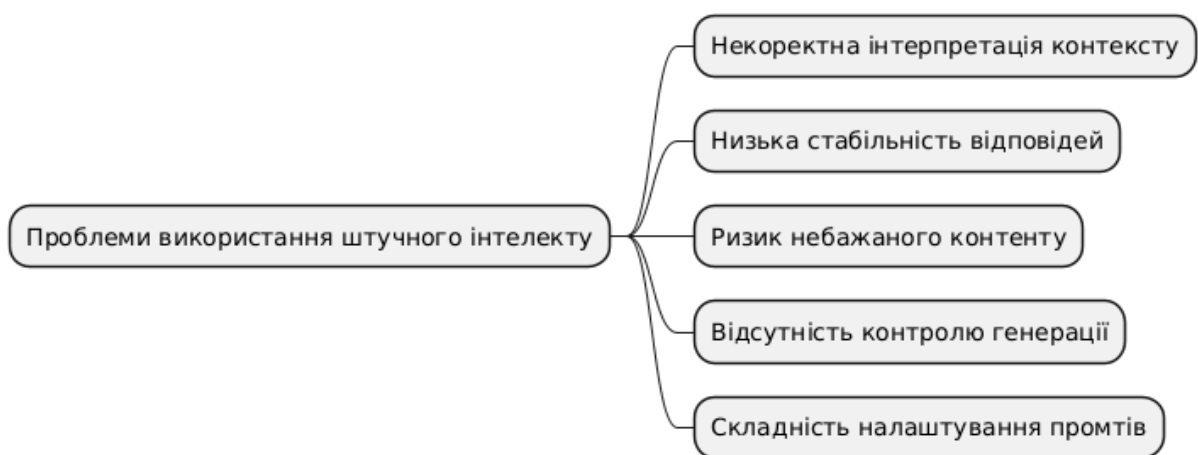 Некоректна інтерпретація контексту
Низька стабільність відповідей
Проблеми використання штучного інтелекту
Ризик небажаного контенту
Відсутність контролю генерації
Складність налаштування промтів